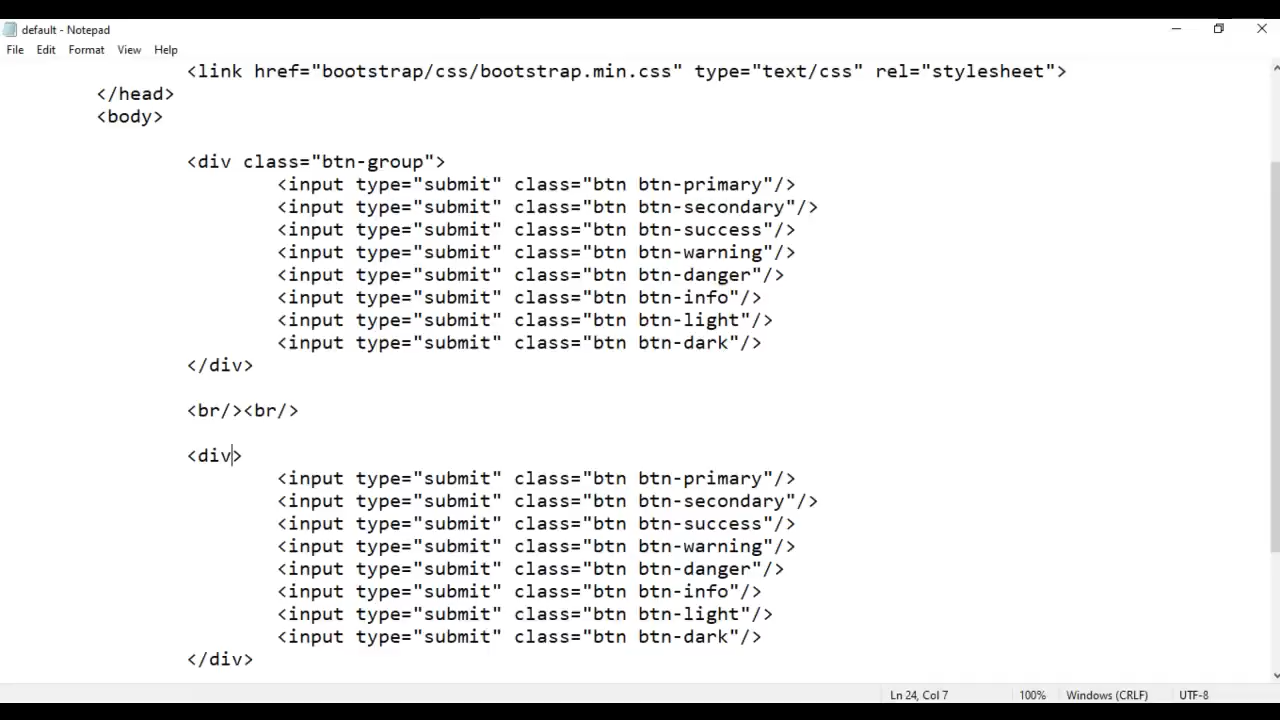 default - Notepad
File Edit Format View Help
<link href="bootstrap/css/bootstrap.min.css" type="text/css" rel="stylesheet">
</head>
<body>
<div class="btn-group">
<input type="submit" class="btn btn-primary"/>
<input type="submit" class="btn btn-secondary"/>
<input type="submit" class="btn btn-success"/>
<input type="submit" class="btn btn-warning"/>
<input type="submit" class="btn btn-danger"/>
<input type="submit" class="btn btn-info"/>
<input type="submit" class="btn btn-light"/>
<input type="submit" class="btn btn-dark"/>
</div>
<br/><br/>
<div>
<input type="submit" class="btn btn-primary"/>
<input type="submit" class="btn btn-secondary"/>
<input type="submit" class="btn btn-success"/>
<input type="submit" class="btn btn-warning"/>
<input type="submit" class="btn btn-danger"/>
<input type="submit" class="btn btn-info"/>
<input type="submit" class="btn btn-light"/>
<input type="submit" class="btn btn-dark"/>
</div>
Ln 24, Col 7 100% Windows (CRLF) UTF-8